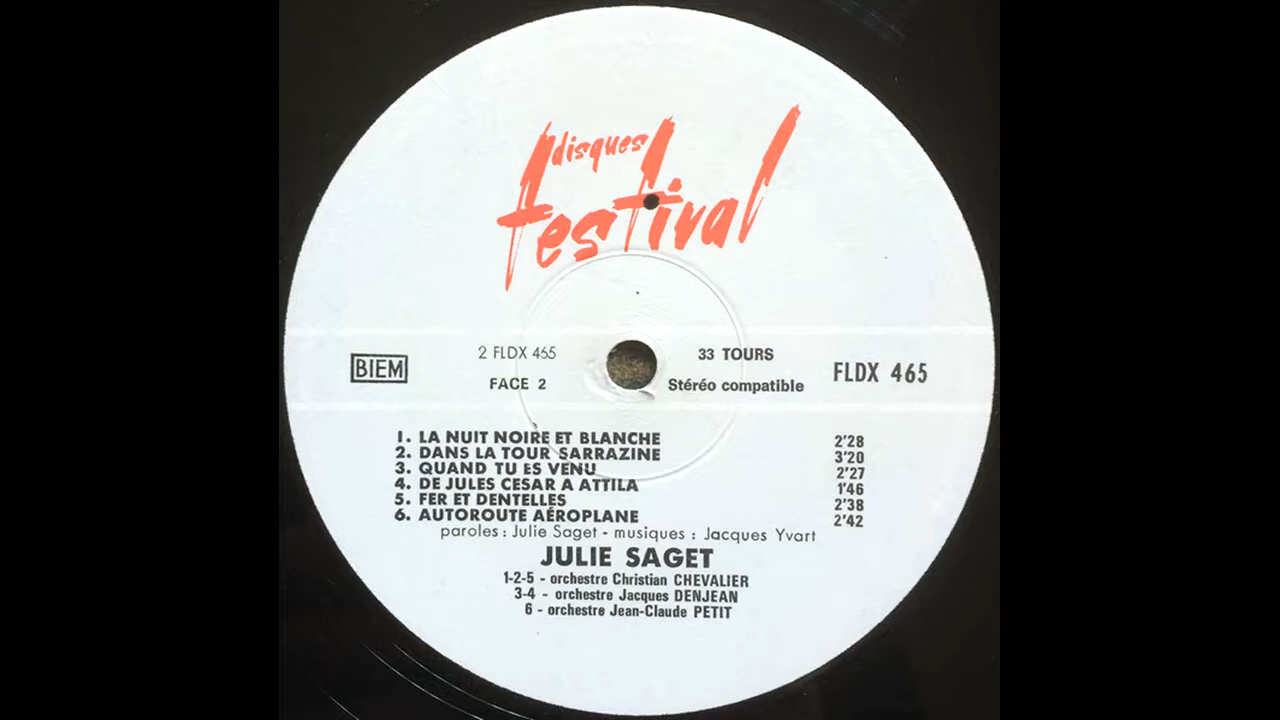 disques
festival
BIEM
2 FLDX 465
33 TOURS
FLDX 465
FACE 2
Stéréo compatible
1. LA NUIT NOIRE ET BLANCHE 2'28
2. DANS LA TOUR SARRAZINE 3'20
3. QUAND TU ES VENU 2'27
4. DE JULES CESAR A ATTILA 1'46
5. FER ET DENTELLES 2'38
6. AUTOROUTE AÉROPLANE 2'42
paroles : Julie Saget - musiques : Jacques Yvart
JULIE SAGET
1-2-5 - orchestre Christian CHEVALIER
3-4 - orchestre Jacques DENJEAN
6 - orchestre Jean-Claude PETIT